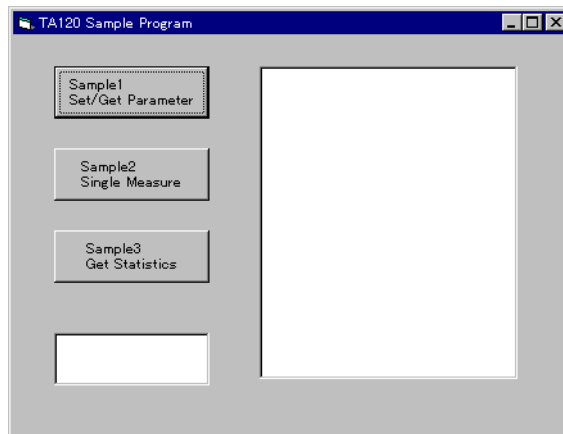 TA120 Sample Program
Sample1
Set/Get Parameter
Sample2
Single Measure
Sample3
Get Statistics